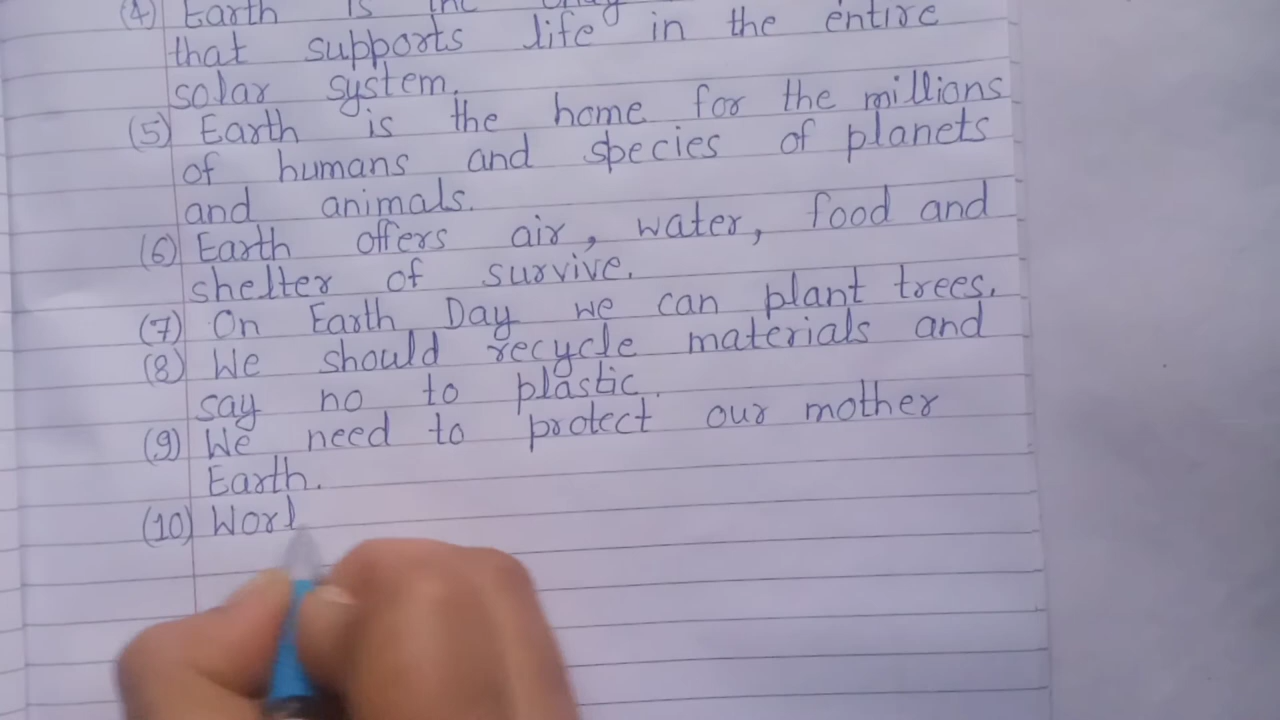 (4) Earth is the
that supports life in the entire
solar system.
(5) Earth is the home for the millions
of humans and species of planets
and animals.
(6) Earth offers air, water, food and
shelter of survive.
(7) On Earth Day we can plant trees.
(8) We should recycle materials and
say no to plastic.
(9) We need to protect our mother
Earth.
(10) Worl